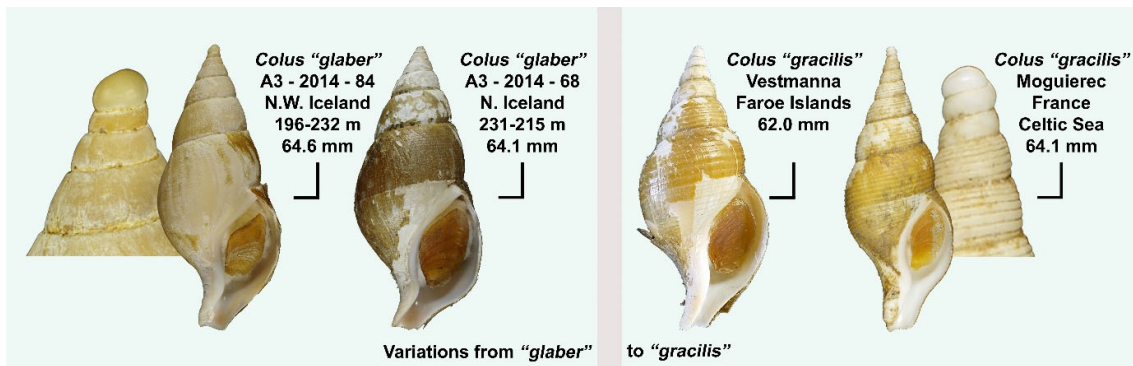 Colus “glaber”
A3 - 2014 - 84
N.W. Iceland
196-232 m
64.6 mm
Colus “glaber”
A3 - 2014 - 68
N. Iceland
231-215 m
64.1 mm
Colus “gracilis”
Vestmanna
Faroe Islands
62.0 mm
Colus “gracilis”
Moguierec
France
Celtic Sea
64.1 mm
Variations from “glaber” to “gracilis”